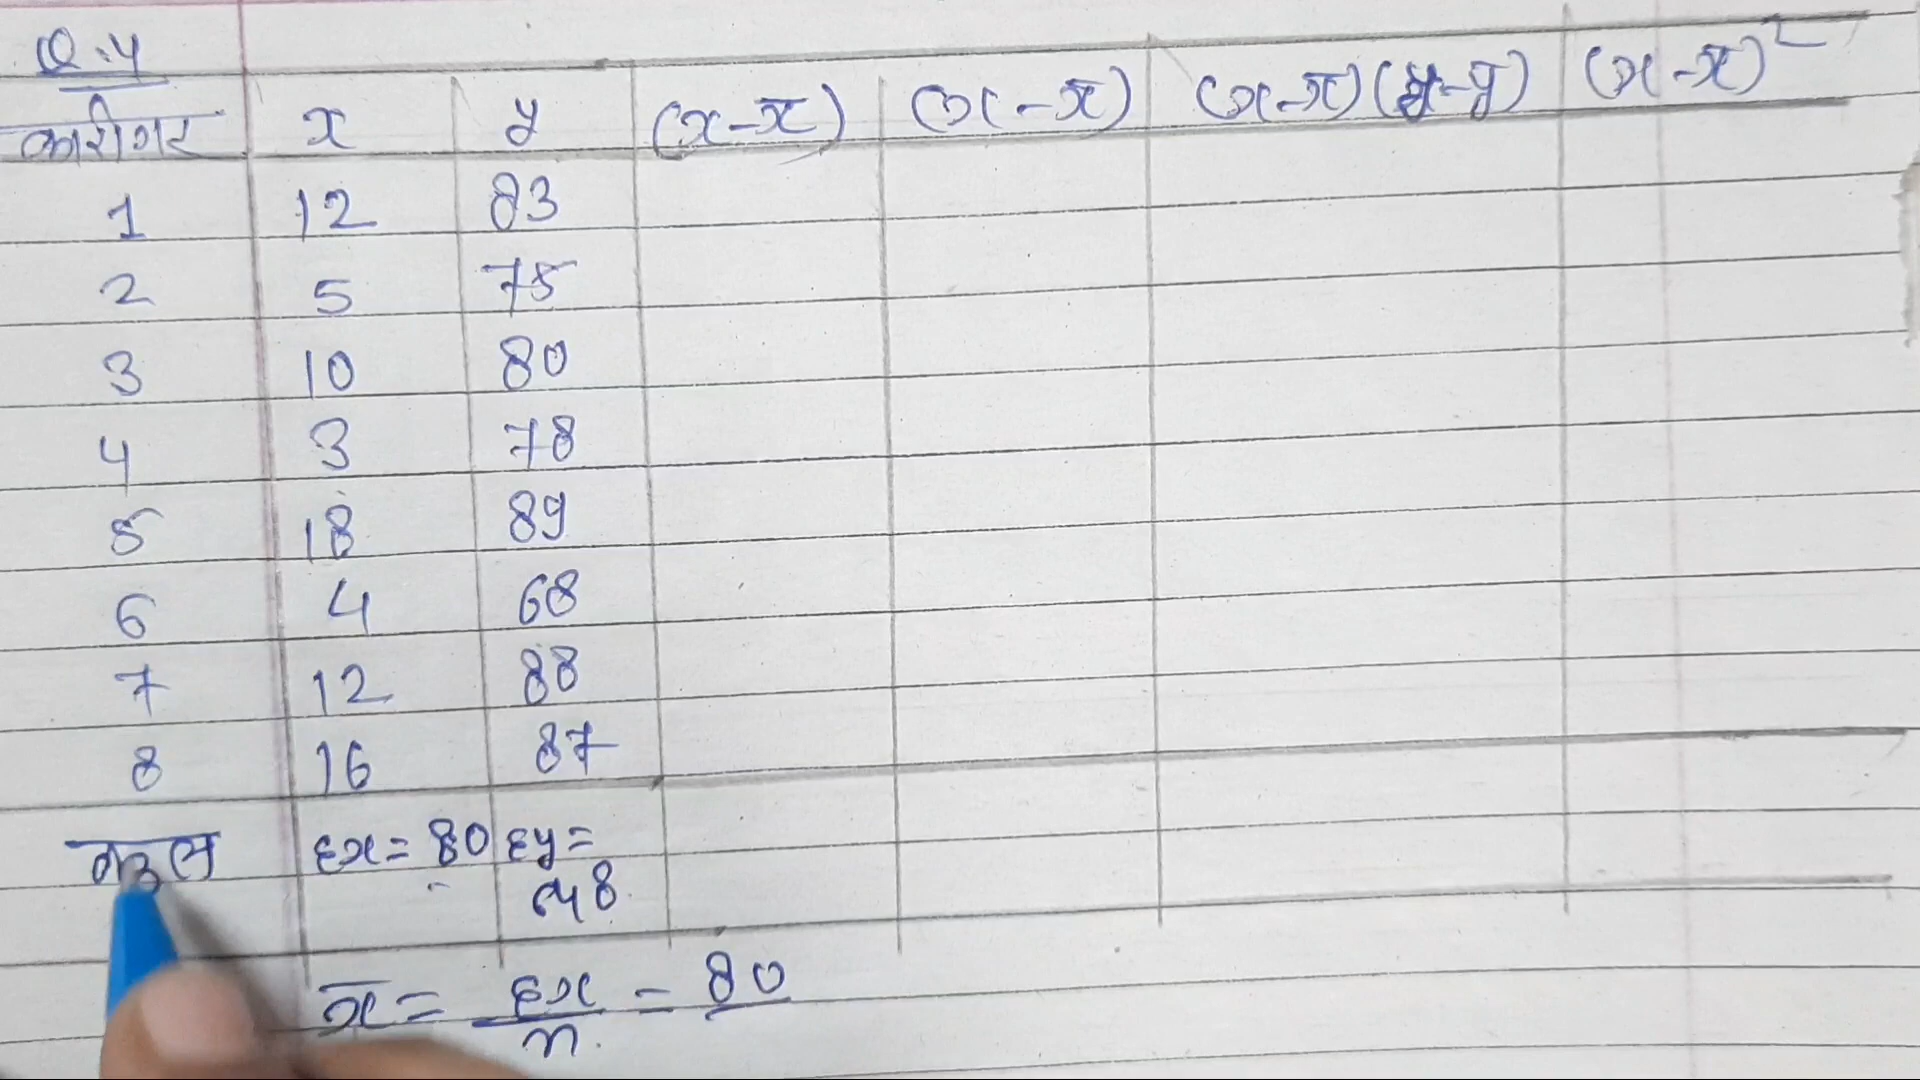 Q.4
कारीगर x y (x-x̄) (x-x̄) (x-x̄)(y-ȳ) (x-x̄)²
1 12 83
2 5 75
3 10 80
4 3 78
5 18 89
6 4 68
7 12 88
8 16 87
Σx= 80 Σy=
48
x̄ = Σx/n = 80